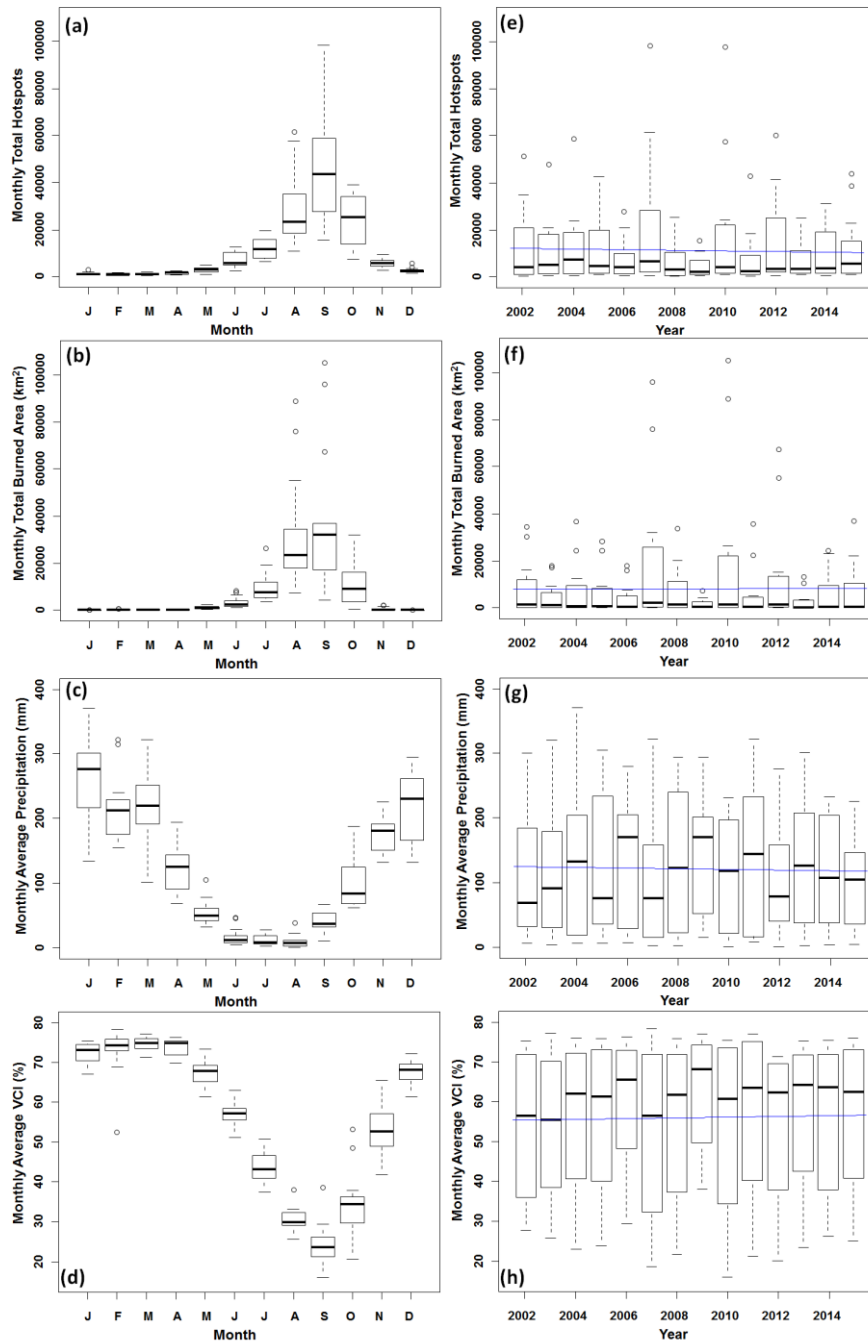 (a)
Monthly Total Hotspots
0 20000 40000 60000 80000 100000
J F M A M J J A S O N D
Month
(e)
Monthly Total Hotspots
0 20000 40000 60000 80000 100000
2002 2004 2006 2008 2010 2012 2014
Year
(b)
Monthly Total Burned Area (km²)
0 20000 40000 60000 80000 100000
J F M A M J J A S O N D
Month
(f)
Monthly Total Burned Area (km²)
0 20000 40000 60000 80000 100000
2002 2004 2006 2008 2010 2012 2014
Year
(c)
Monthly Average Precipitation (mm)
0 100 200 300 400
J F M A M J J A S O N D
Month
(g)
Monthly Average Precipitation (mm)
0 100 200 300 400
2002 2004 2006 2008 2010 2012 2014
Year
(d)
Monthly Average VCI (%)
20 30 40 50 60 70 80
J F M A M J J A S O N D
Month
(h)
Monthly Average VCI (%)
20 30 40 50 60 70 80
2002 2004 2006 2008 2010 2012 2014
Year